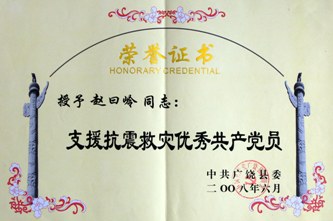 荣誉证书
HONORARY CREDENTIAL
授予 赵曰岭 同志：
支援抗震救灾优秀共产党员
中共广饶县委
二〇〇八年六月